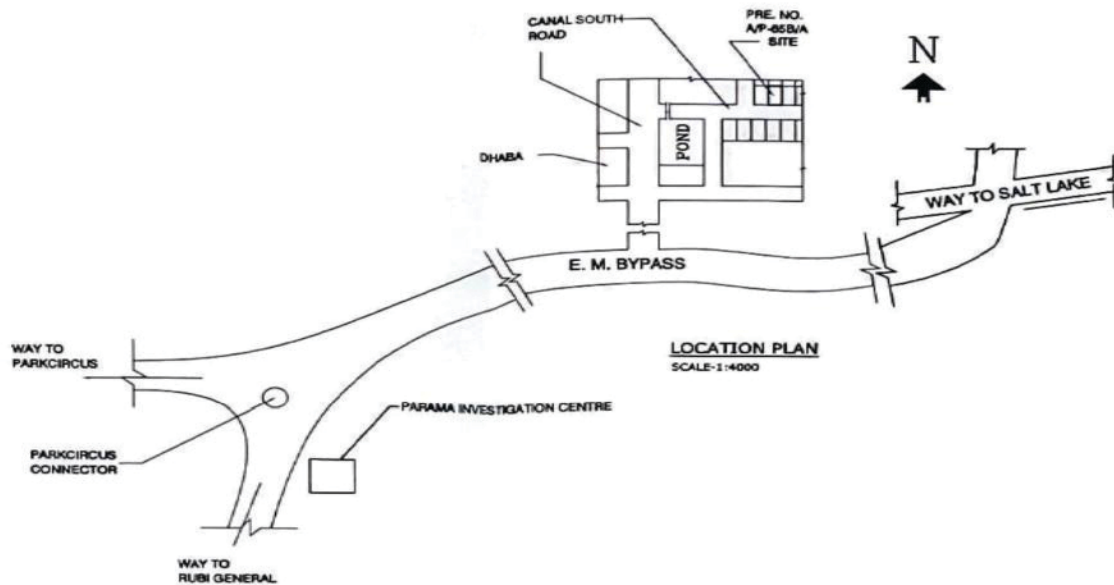 CANAL SOUTH
ROAD
PRE. NO.
A/P-65B/A
SITE
N
DHABA
POND
WAY TO SALT LAKE
E. M. BYPASS
LOCATION PLAN
SCALE-1:4000
WAY TO
PARKCIRCUS
PARAMA INVESTIGATION CENTRE
PARKCIRCUS
CONNECTOR
WAY TO
RUBI GENERAL